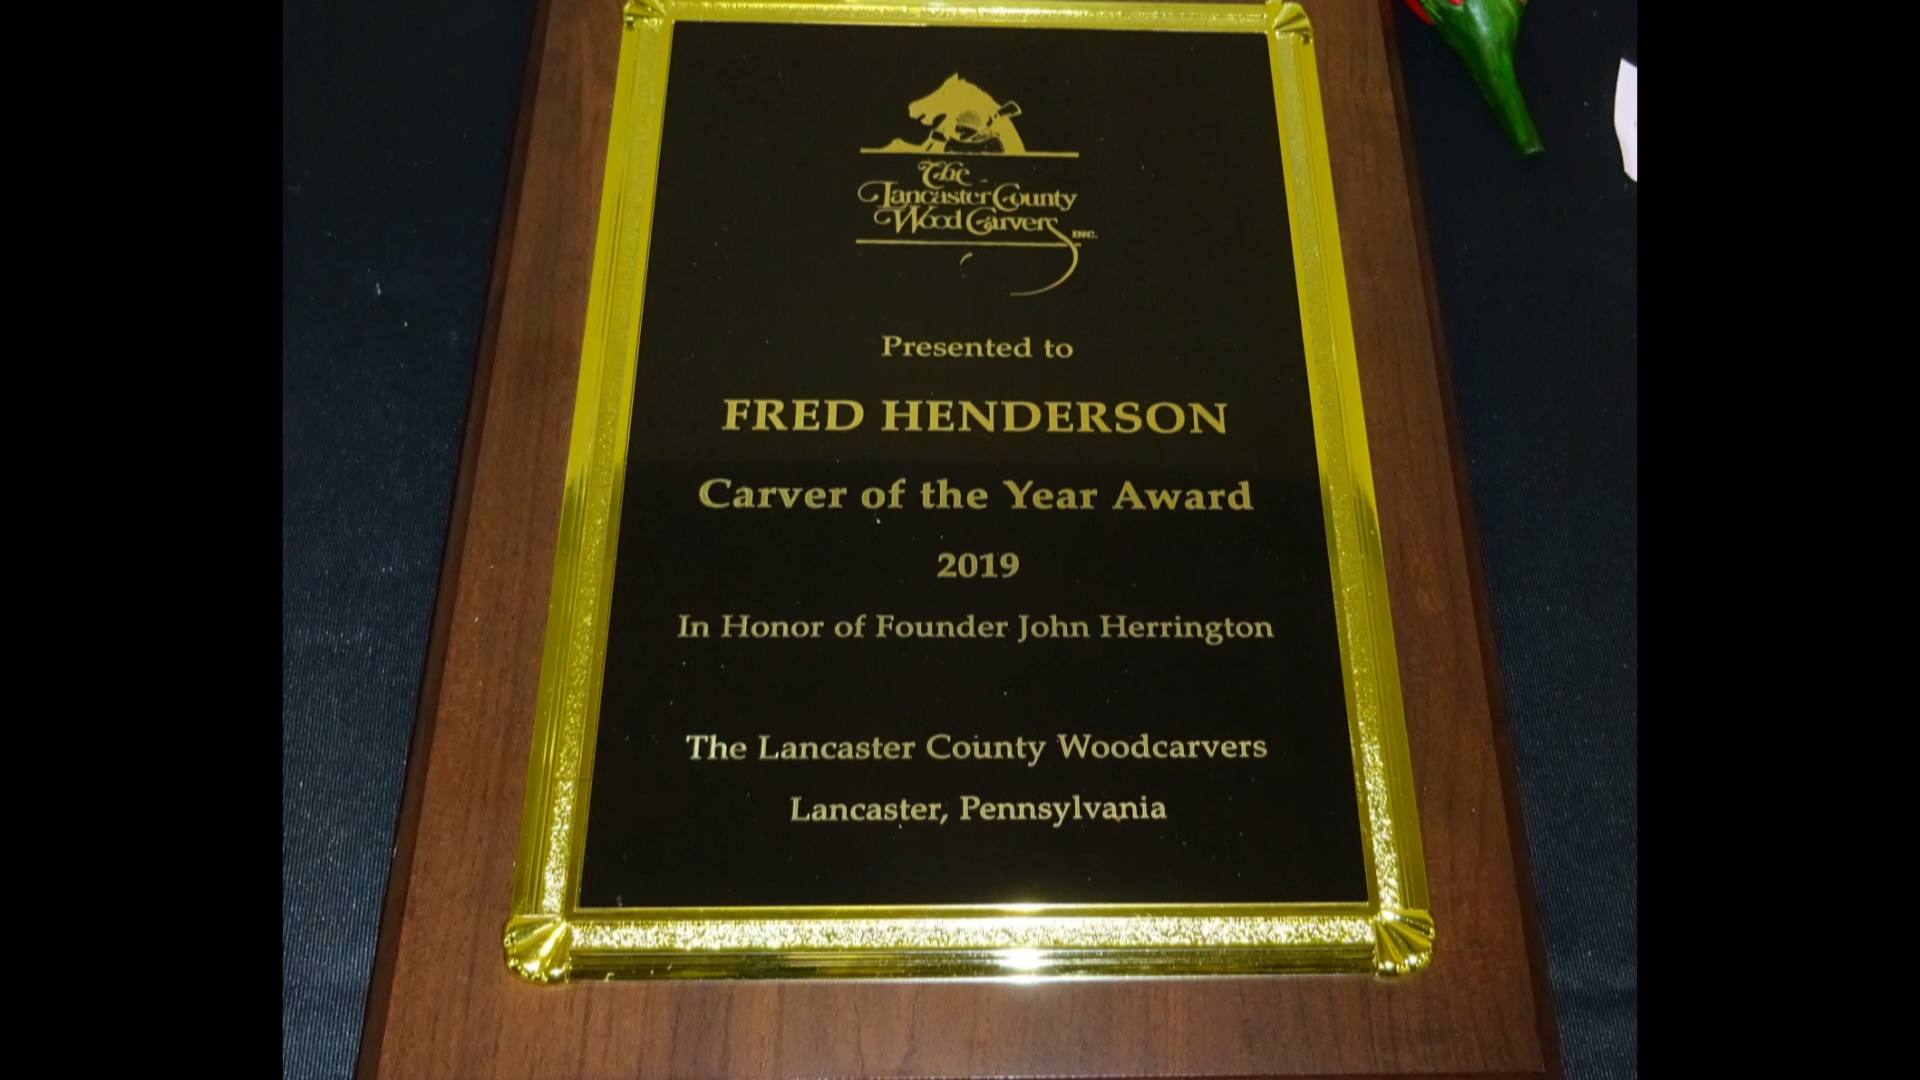 The
Lancaster County
Wood Carvers
INC.
Presented to
FRED HENDERSON
Carver of the Year Award
2019
In Honor of Founder John Herrington
The Lancaster County Woodcarvers
Lancaster, Pennsylvania